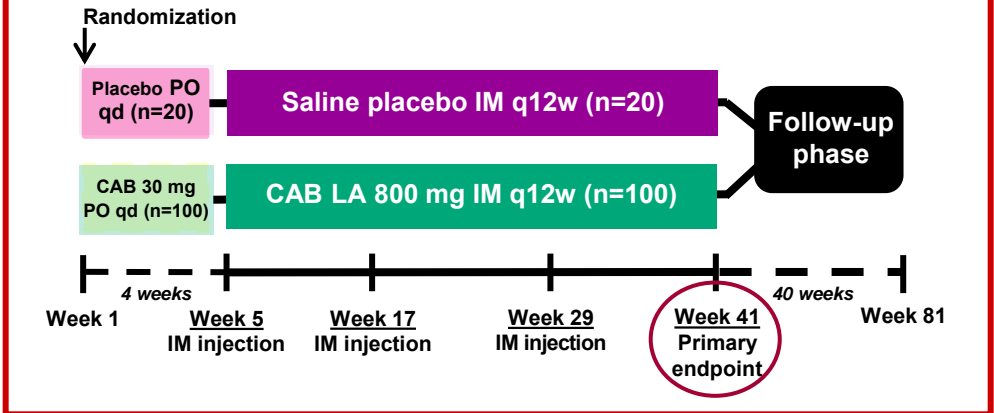 Randomization
Placebo PO
qd (n=20)
Saline placebo IM q12w (n=20)
Follow-up
phase
CAB 30 mg
PO qd (n=100)
CAB LA 800 mg IM q12w (n=100)
4 weeks
40 weeks
Week 1
Week 5
IM injection
Week 17
IM injection
Week 29
IM injection
Week 41
Primary
endpoint
Week 81